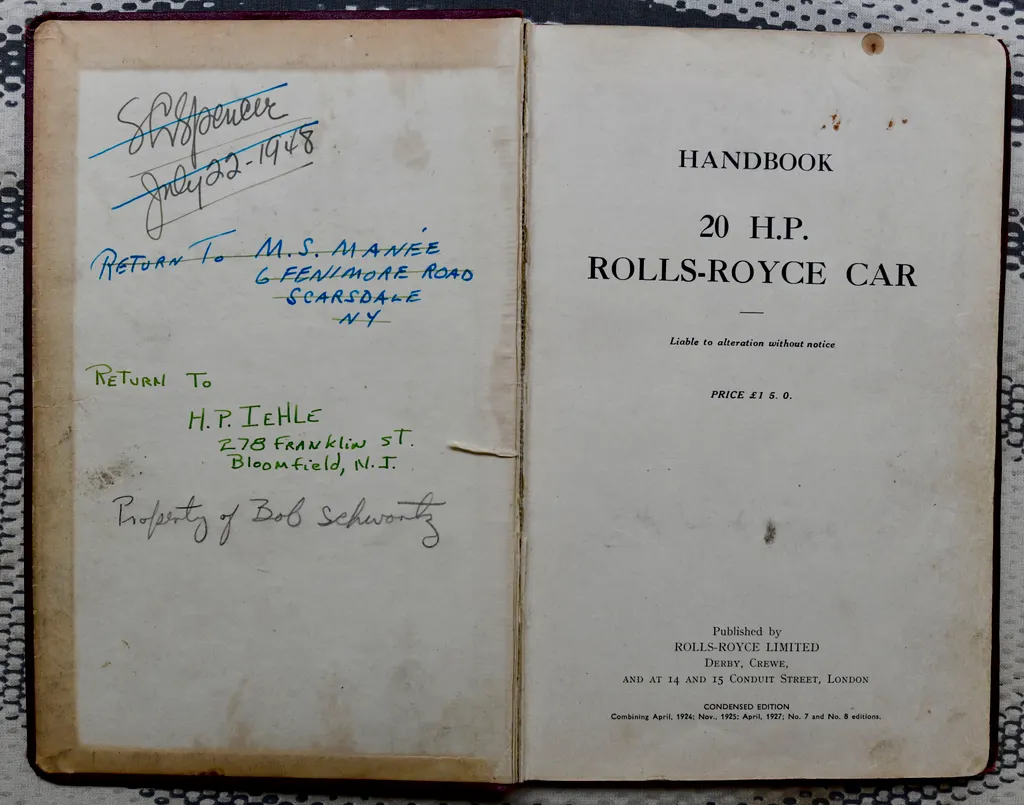 SCSpencer
July 22-1948
RETURN TO M.S. MANÉE
6 FENIMORE ROAD
SCARSDALE
NY
RETURN TO
H.P. IEHLE
278 FRANKlin ST.
Bloomfield, N.J.
Property of Bob Schwartz
HANDBOOK
20 H.P.
ROLLS-ROYCE CAR
Liable to alteration without notice
PRICE £1 5. 0.
Published by
ROLLS-ROYCE LIMITED
DERBY, CREWE,
AND AT 14 AND 15 CONDUIT STREET, LONDON
CONDENSED EDITION
Combining April, 1924; Nov., 1925; April, 1927; No. 7 and No. 8 editions.